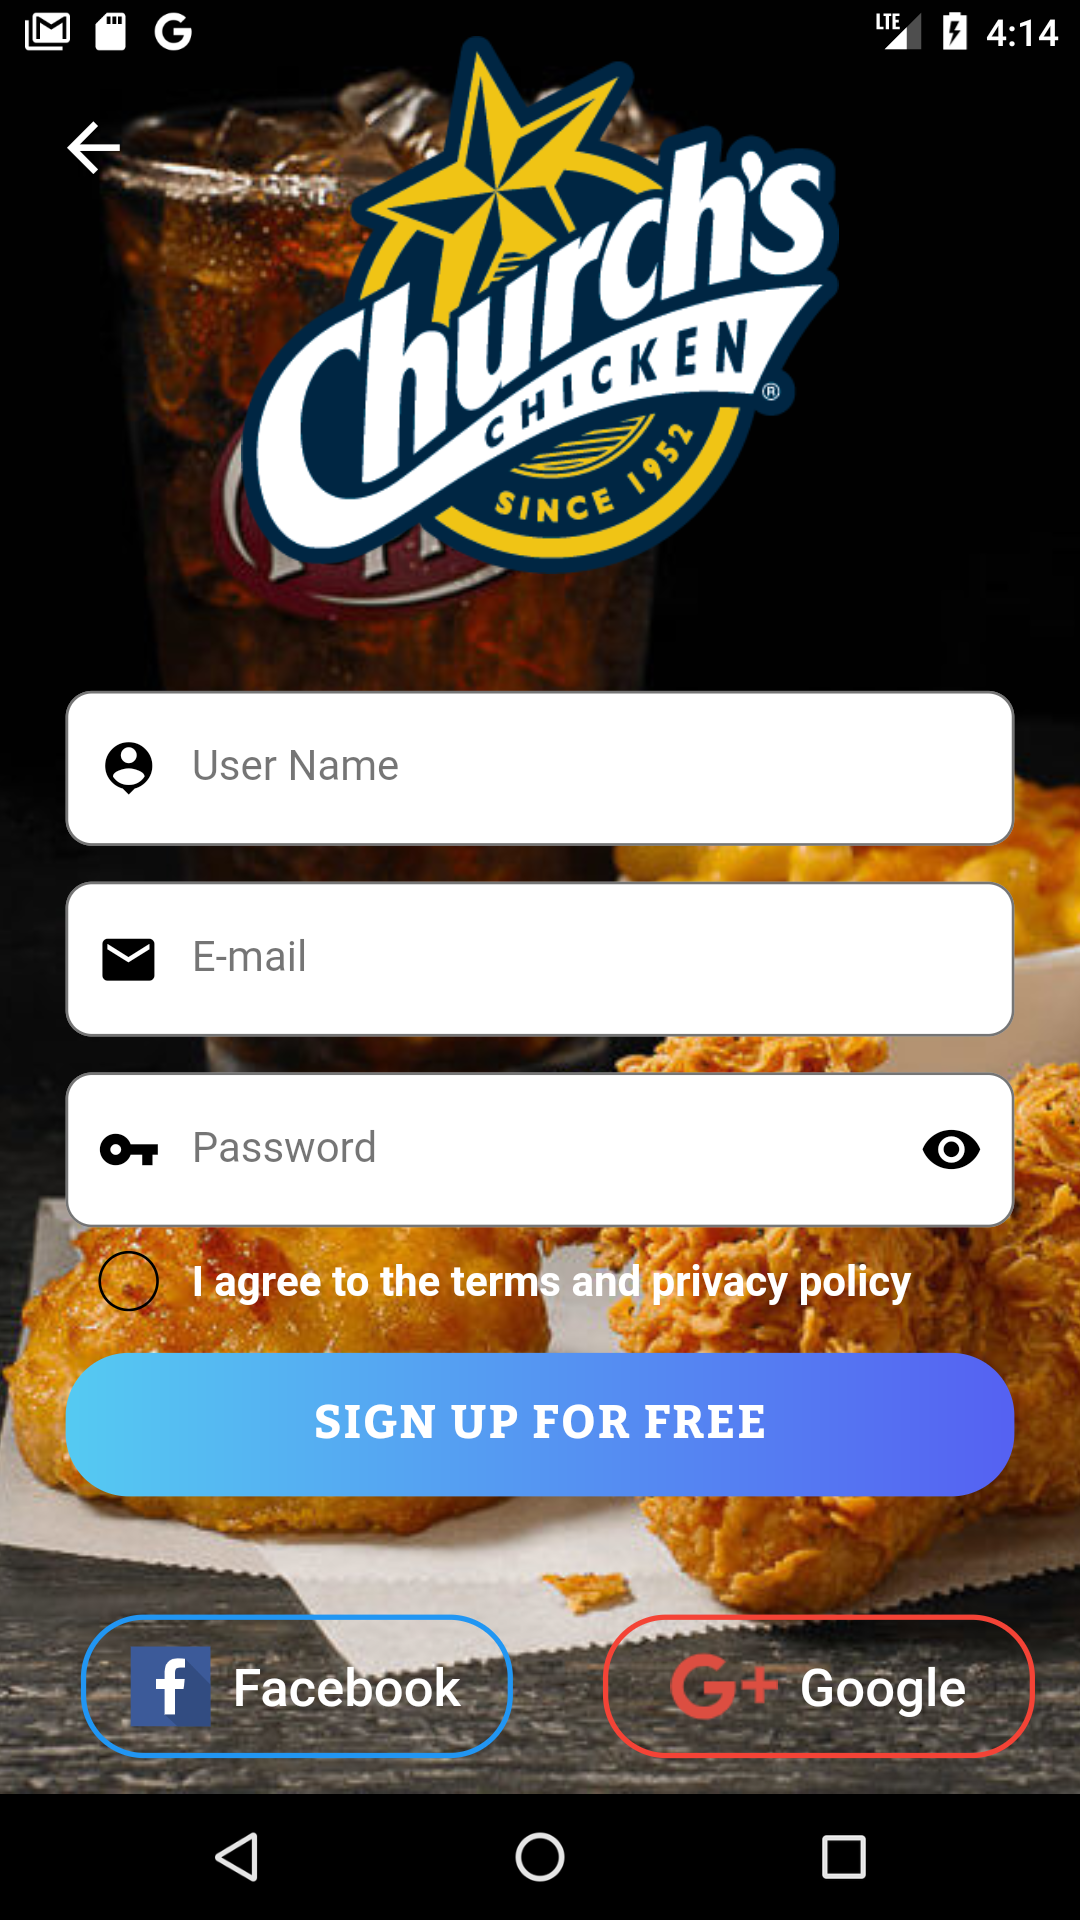 LTE 4:14
Church's
CHICKEN
®
SINCE 1952
User Name
E-mail
Password
I agree to the terms and privacy policy
SIGN UP FOR FREE
f Facebook
G+ Google